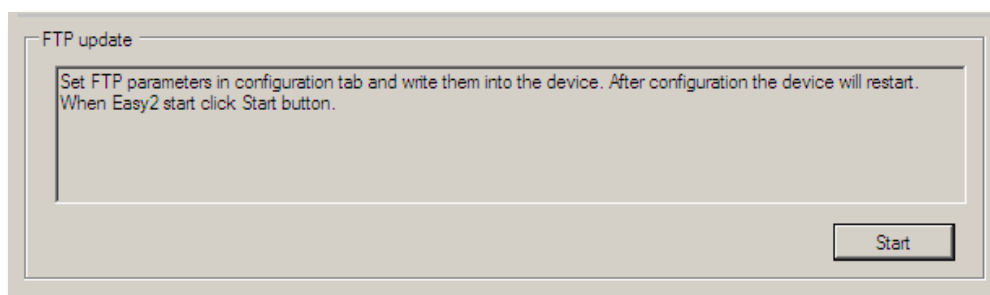 FTP update
Set FTP parameters in configuration tab and write them into the device. After configuration the device will restart.
When Easy2 start click Start button.
Start